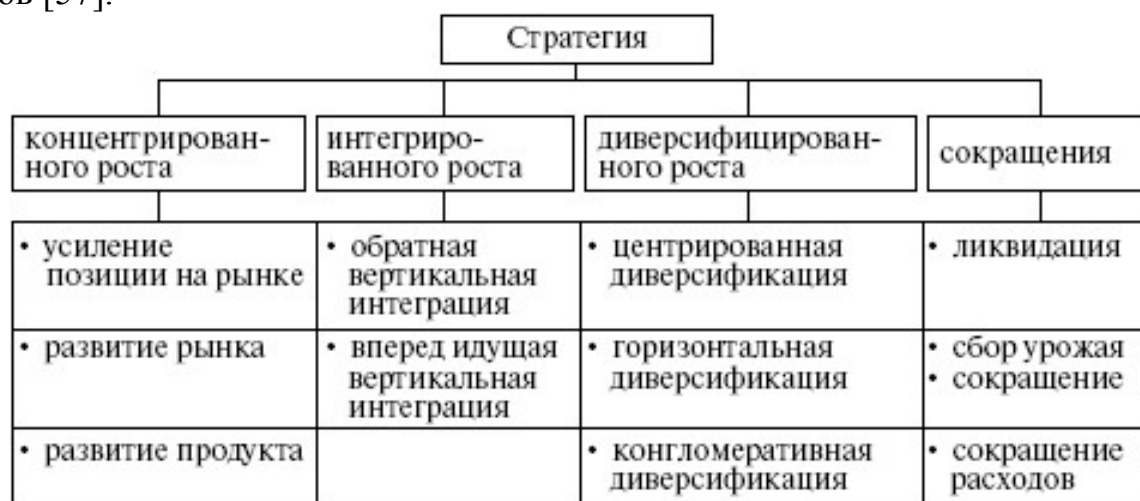 ов [57].
Стратегия
концентрирован-
ного роста
интегриро-
ванного роста
диверсифицирован-
ного роста
сокращения
• усиление
позиции на рынке
• обратная
вертикальная
интеграция
• центрированная
диверсификация
• ликвидация
• развитие рынка
• вперед идущая
вертикальная
интеграция
• горизонтальная
диверсификация
• сбор урожая
• сокращение
• развитие продукта
• конгломеративная
диверсификация
• сокращение
расходов